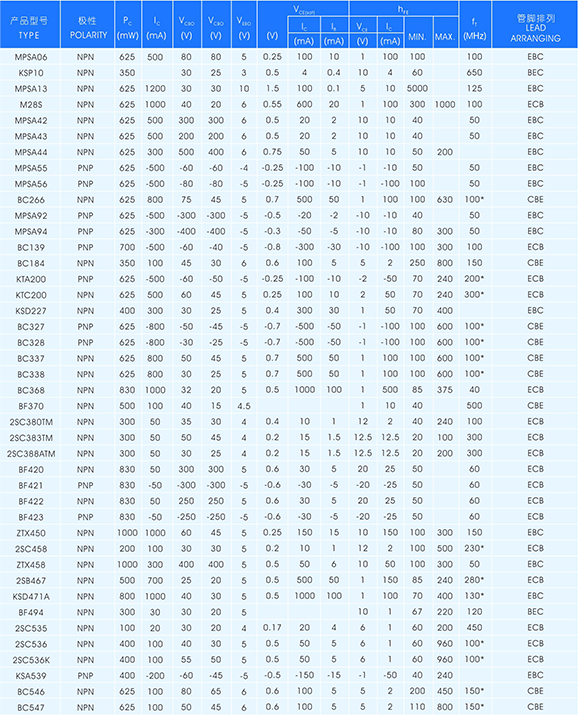 产品型号 TYPE 极性 POLARITY PC (mW) IC (mA) VCBO (V) VCEO (V) VEBO (V) VCE(sat) (V) IC (mA) IB (mA) hFE VCE (V) IC (mA) MIN. MAX. fT (MHz) 管脚排列 LEAD ARRANGING
MPSA06 NPN 625 500 80 80 5 0.25 100 10 1 100 100 100 EBC
KSP10 NPN 350 30 25 3 0.5 4 0.4 10 4 60 650 BEC
MPSA13 NPN 625 1200 30 30 10 1.5 100 0.1 5 10 5000 125 EBC
M28S NPN 625 1000 40 20 6 0.55 600 20 1 100 300 1000 100 ECB
MPSA42 NPN 625 500 300 300 6 0.5 20 2 10 10 40 50 EBC
MPSA43 NPN 625 500 200 200 6 0.5 20 2 10 10 40 50 EBC
MPSA44 NPN 625 300 500 400 6 0.75 50 5 10 10 50 200 EBC
MPSA55 PNP 625 -500 -60 -60 -4 -0.25 -100 -10 -1 -10 50 50 EBC
MPSA56 PNP 625 -500 -80 -80 -5 -0.25 -100 -10 -1 -100 100 50 EBC
BC266 NPN 625 800 75 45 5 0.7 500 50 1 100 100 630 100* CBE
MPSA92 PNP 625 -500 -300 -300 -5 -0.5 -20 -2 -10 -10 40 50 EBC
MPSA94 PNP 625 -300 -400 -400 -5 -0.3 -50 -5 -10 -10 80 300 50 EBC
BC139 PNP 700 -500 -60 -40 -5 -0.8 -300 -30 -10 -100 100 300 100 ECB
BC184 NPN 350 100 45 30 6 0.6 100 5 5 2 250 800 150 CBE
KTA200 PNP 625 -500 -60 -50 -5 -0.25 -100 -10 -2 -50 70 240 200* ECB
KTC200 NPN 625 500 60 45 5 0.25 100 10 2 50 70 240 300* ECB
KSD227 NPN 400 300 30 25 5 0.4 300 30 1 50 70 400 EBC
BC327 PNP 625 -800 -50 -45 -5 -0.7 -500 -50 -1 -100 100 600 100* CBE
BC328 PNP 625 -800 -30 -25 -5 -0.7 -500 -50 -1 -100 100 600 100* CBE
BC337 NPN 625 800 50 45 5 0.7 500 50 1 100 100 600 100* CBE
BC338 NPN 625 800 30 25 5 0.7 500 50 1 100 100 600 100* CBE
BC368 NPN 830 1000 32 20 5 0.5 1000 100 1 500 85 375 40 ECB
BF370 NPN 500 100 40 15 4.5 1 10 40 500 CBE
2SC380TM NPN 300 50 35 30 4 0.4 10 1 12 2 40 240 100 ECB
2SC383TM NPN 300 50 50 45 4 0.2 15 1.5 12.5 12.5 20 100 300 ECB
2SC388ATM NPN 300 50 30 25 4 0.2 15 1.5 12.5 12.5 20 200 300 ECB
BF420 NPN 830 50 300 300 5 0.6 30 5 20 25 50 60 ECB
BF421 PNP 830 -50 -300 -300 -5 -0.6 -30 -5 -20 -25 50 60 ECB
BF422 NPN 830 50 250 250 5 0.6 30 5 20 25 50 60 ECB
BF423 PNP 830 -50 -250 -250 -5 -0.6 -30 -5 -20 -25 50 60 ECB
ZTX450 NPN 1000 1000 60 45 5 0.25 150 15 10 150 100 300 150 EBC
2SC458 NPN 200 100 30 30 5 0.2 10 1 12 2 100 500 230* ECB
ZTX458 NPN 1000 300 400 400 5 0.5 50 6 10 50 100 300 50 EBC
2SB467 NPN 500 700 25 20 5 0.5 500 50 1 150 85 240 280* ECB
KSD471A NPN 800 1000 40 30 5 0.5 1000 100 1 100 70 400 130* ECB
BF494 NPN 300 30 30 20 5 10 1 67 220 120 BEC
2SC535 NPN 100 20 30 20 4 0.17 20 4 6 1 60 200 450 ECB
2SC536 NPN 400 100 40 30 5 0.5 50 5 6 1 60 960 100* ECB
2SC536K NPN 400 100 55 50 5 0.5 50 5 6 1 60 960 100* ECB
KSA539 PNP 400 -200 -60 -45 -5 -0.5 -150 -15 -1 -50 40 240 EBC
BC546 NPN 625 100 80 65 6 0.6 100 5 5 2 200 450 150* CBE
BC547 NPN 625 100 50 45 6 0.6 100 5 5 2 110 800 150* CBE